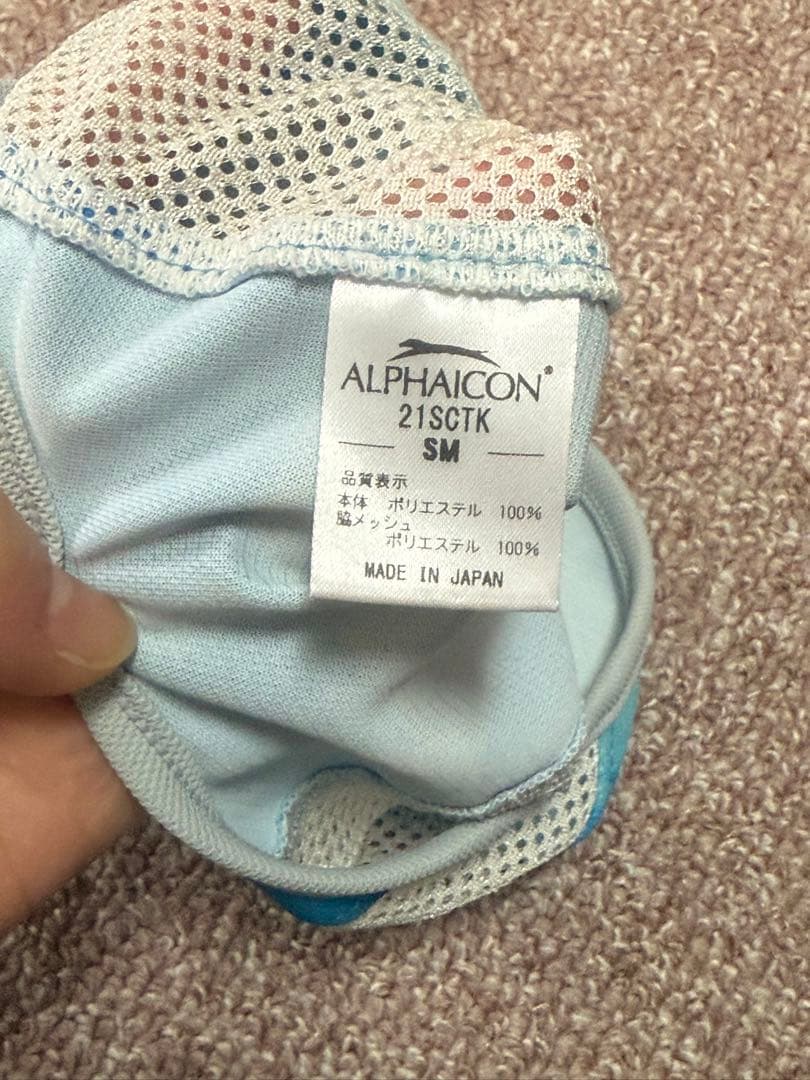 ALPHAICON®
21SCTK
SM
品質表示
本体 ポリエステル 100%
脇メッシュ
ポリエステル 100%
MADE IN JAPAN